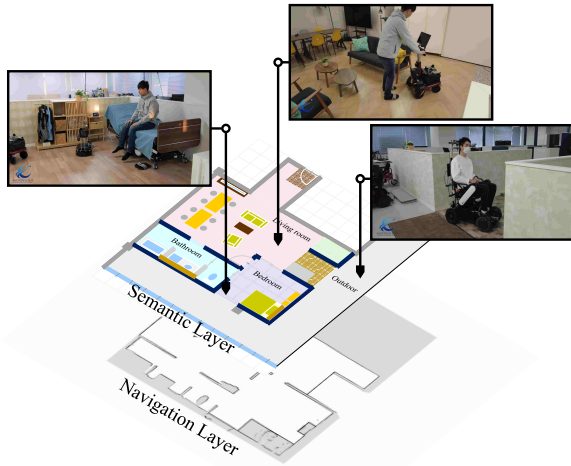 Living room
Bathroom
Bedroom
Outdoor
Semantic Layer
Navigation Layer